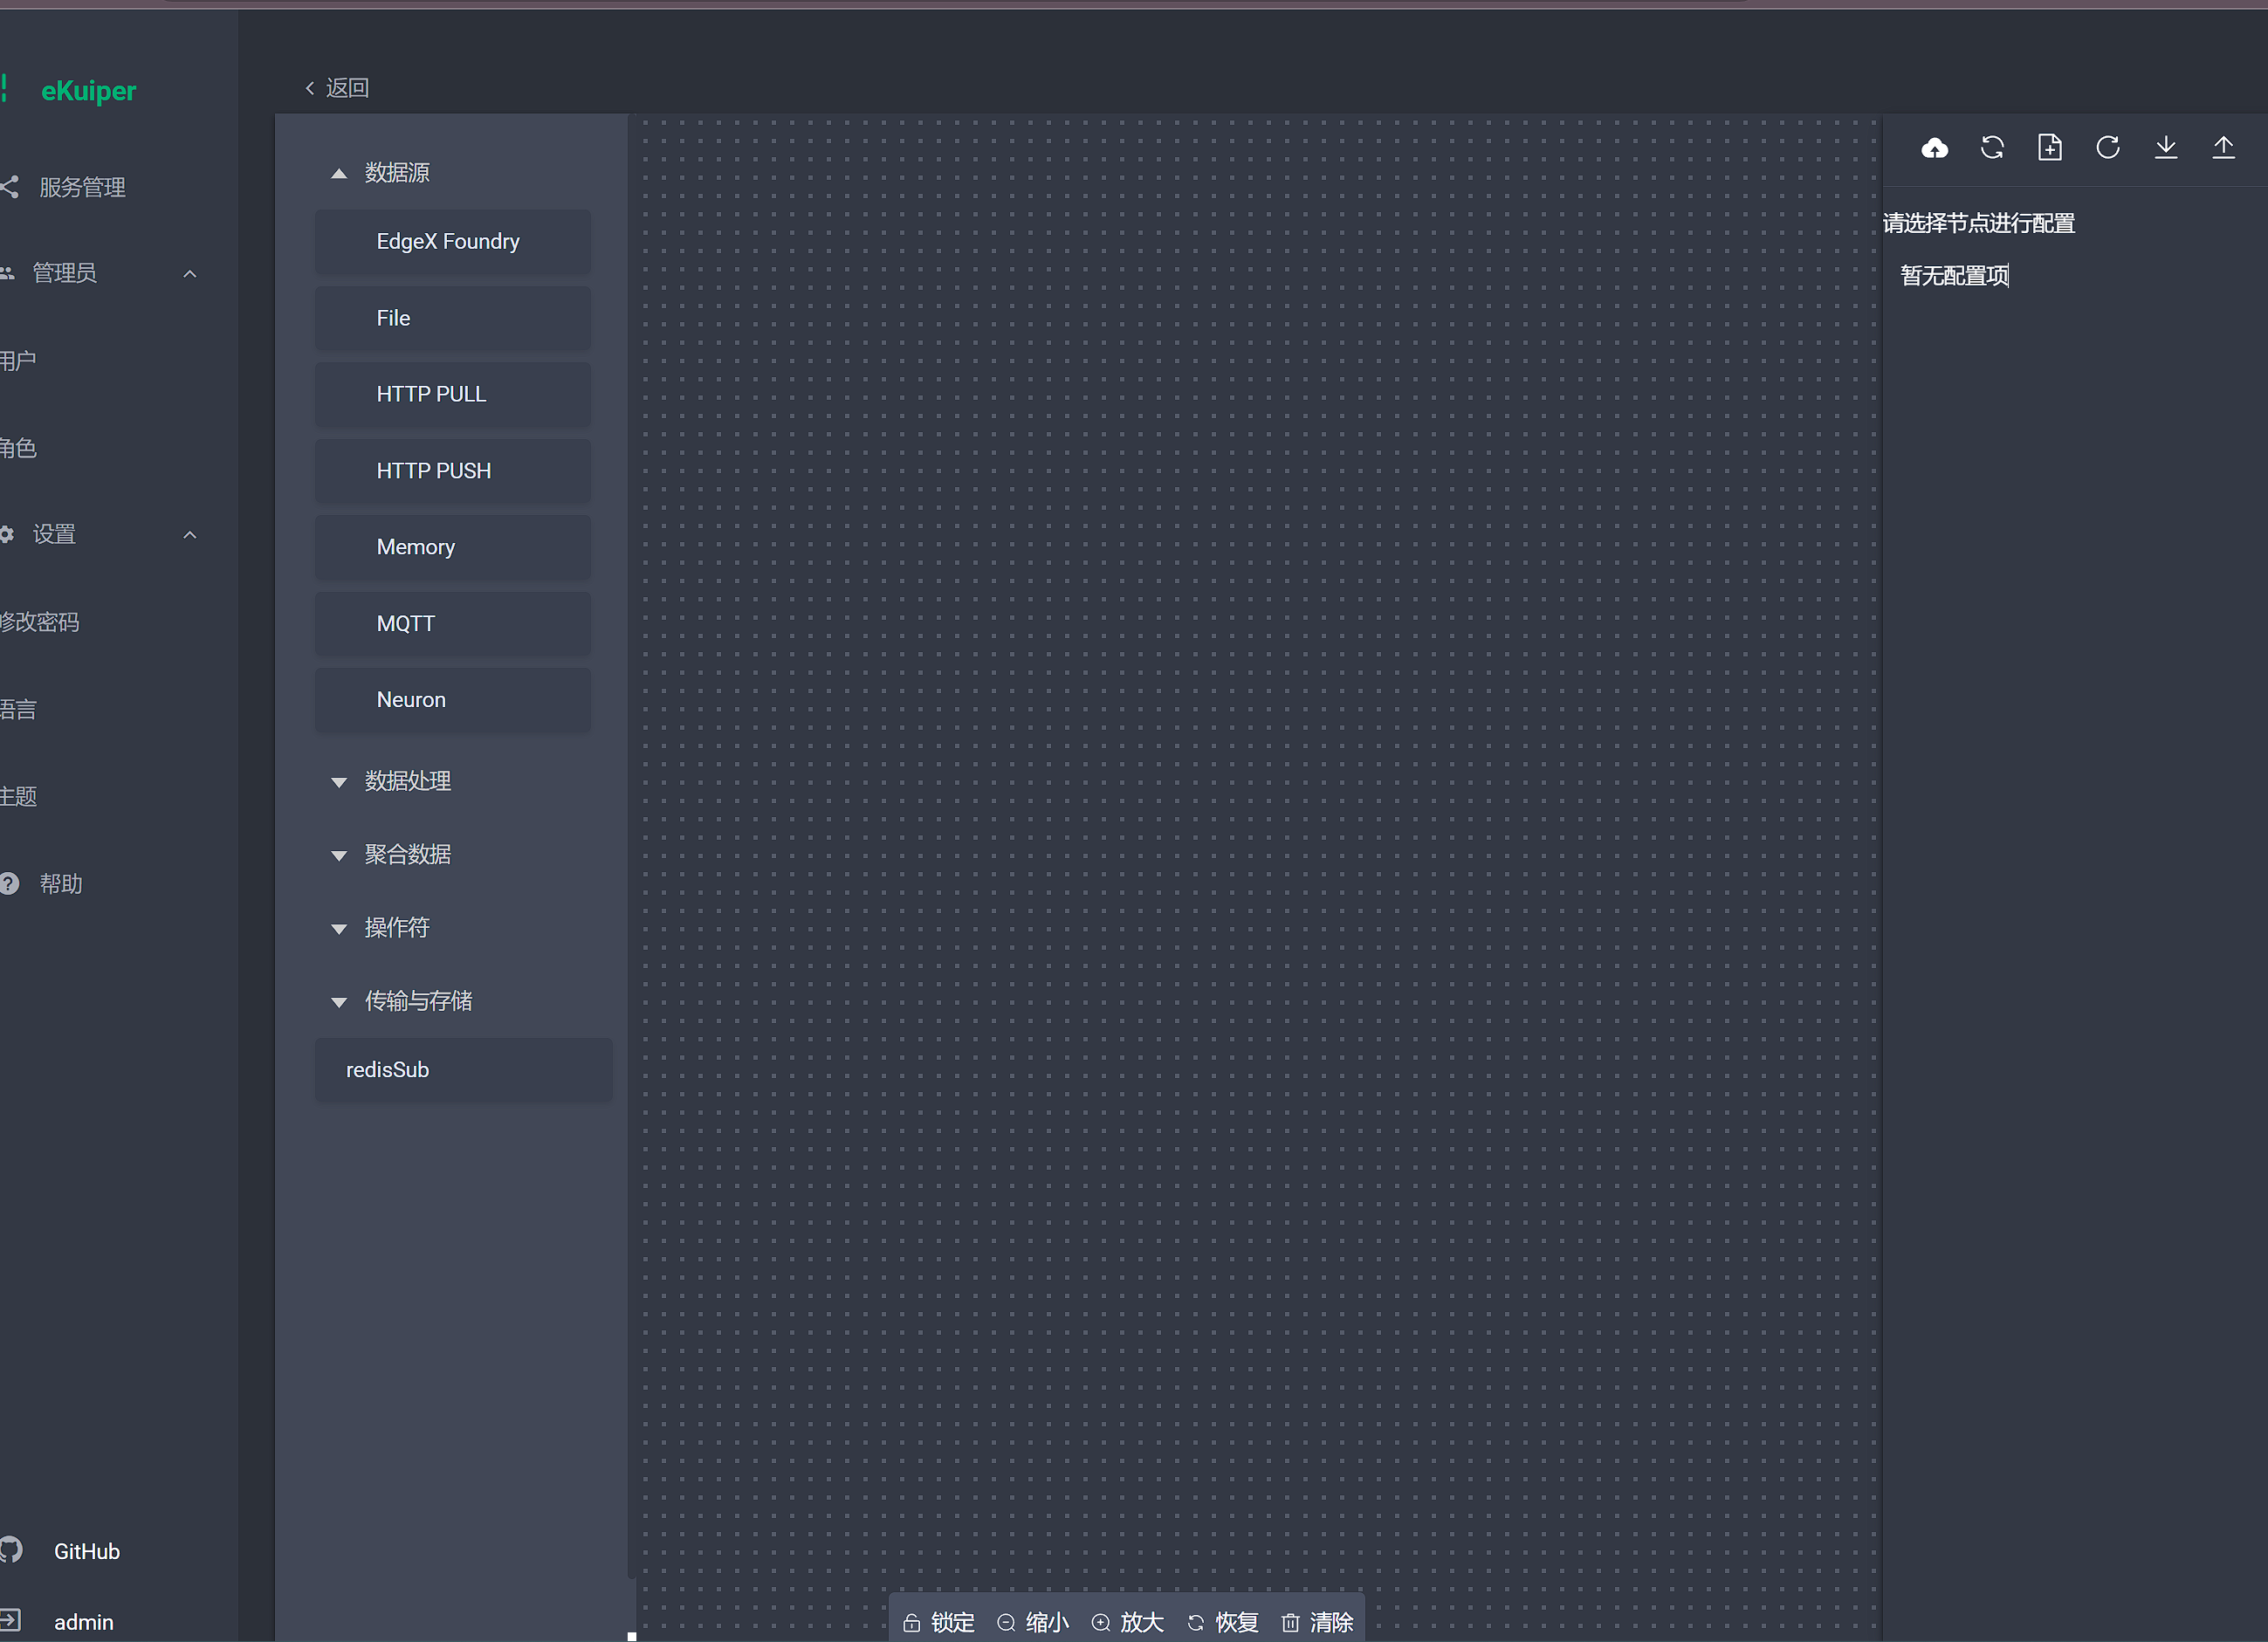 eKuiper
服务管理
管理员
用户
角色
设置
修改密码
语言
主题
帮助
GitHub
admin
返回
数据源
EdgeX Foundry
File
HTTP PULL
HTTP PUSH
Memory
MQTT
Neuron
数据处理
聚合数据
操作符
传输与存储
redisSub
锁定 缩小 放大 恢复 清除
请选择节点进行配置
暂无配置项